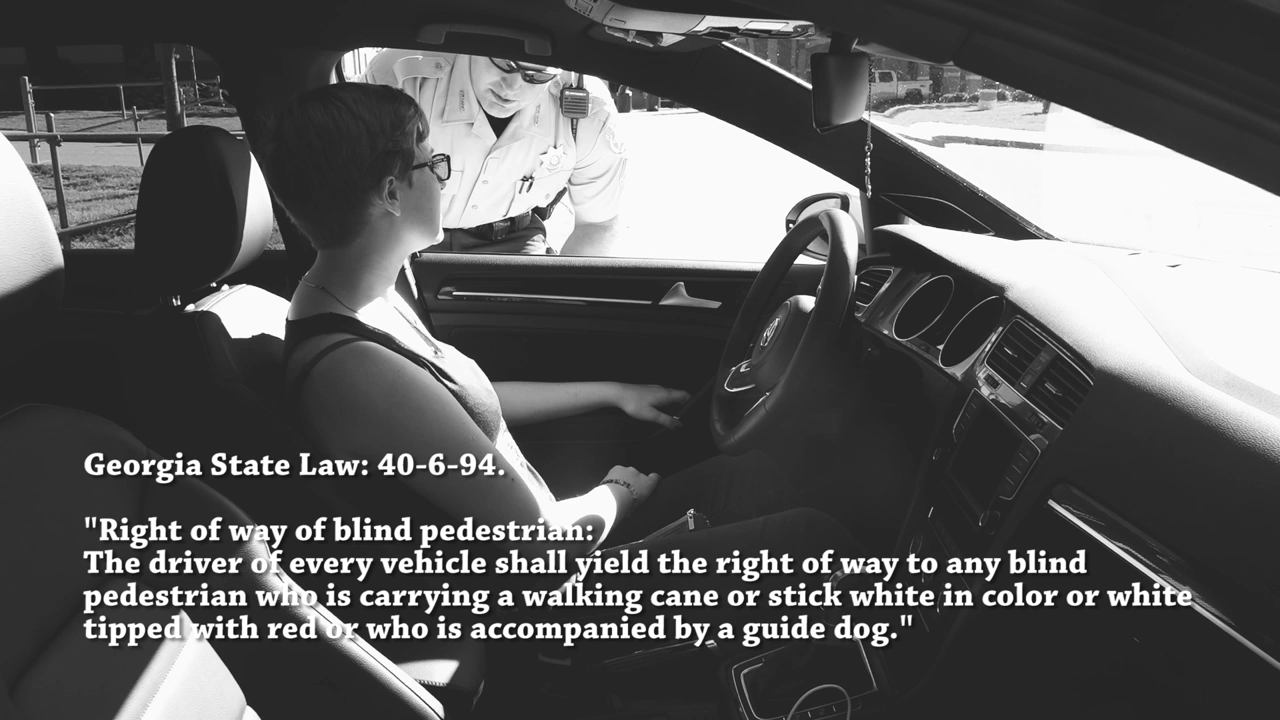 Georgia State Law: 40-6-94.
"Right of way of blind pedestrian:
The driver of every vehicle shall yield the right of way to any blind
pedestrian who is carrying a walking cane or stick white in color or white
tipped with red or who is accompanied by a guide dog."